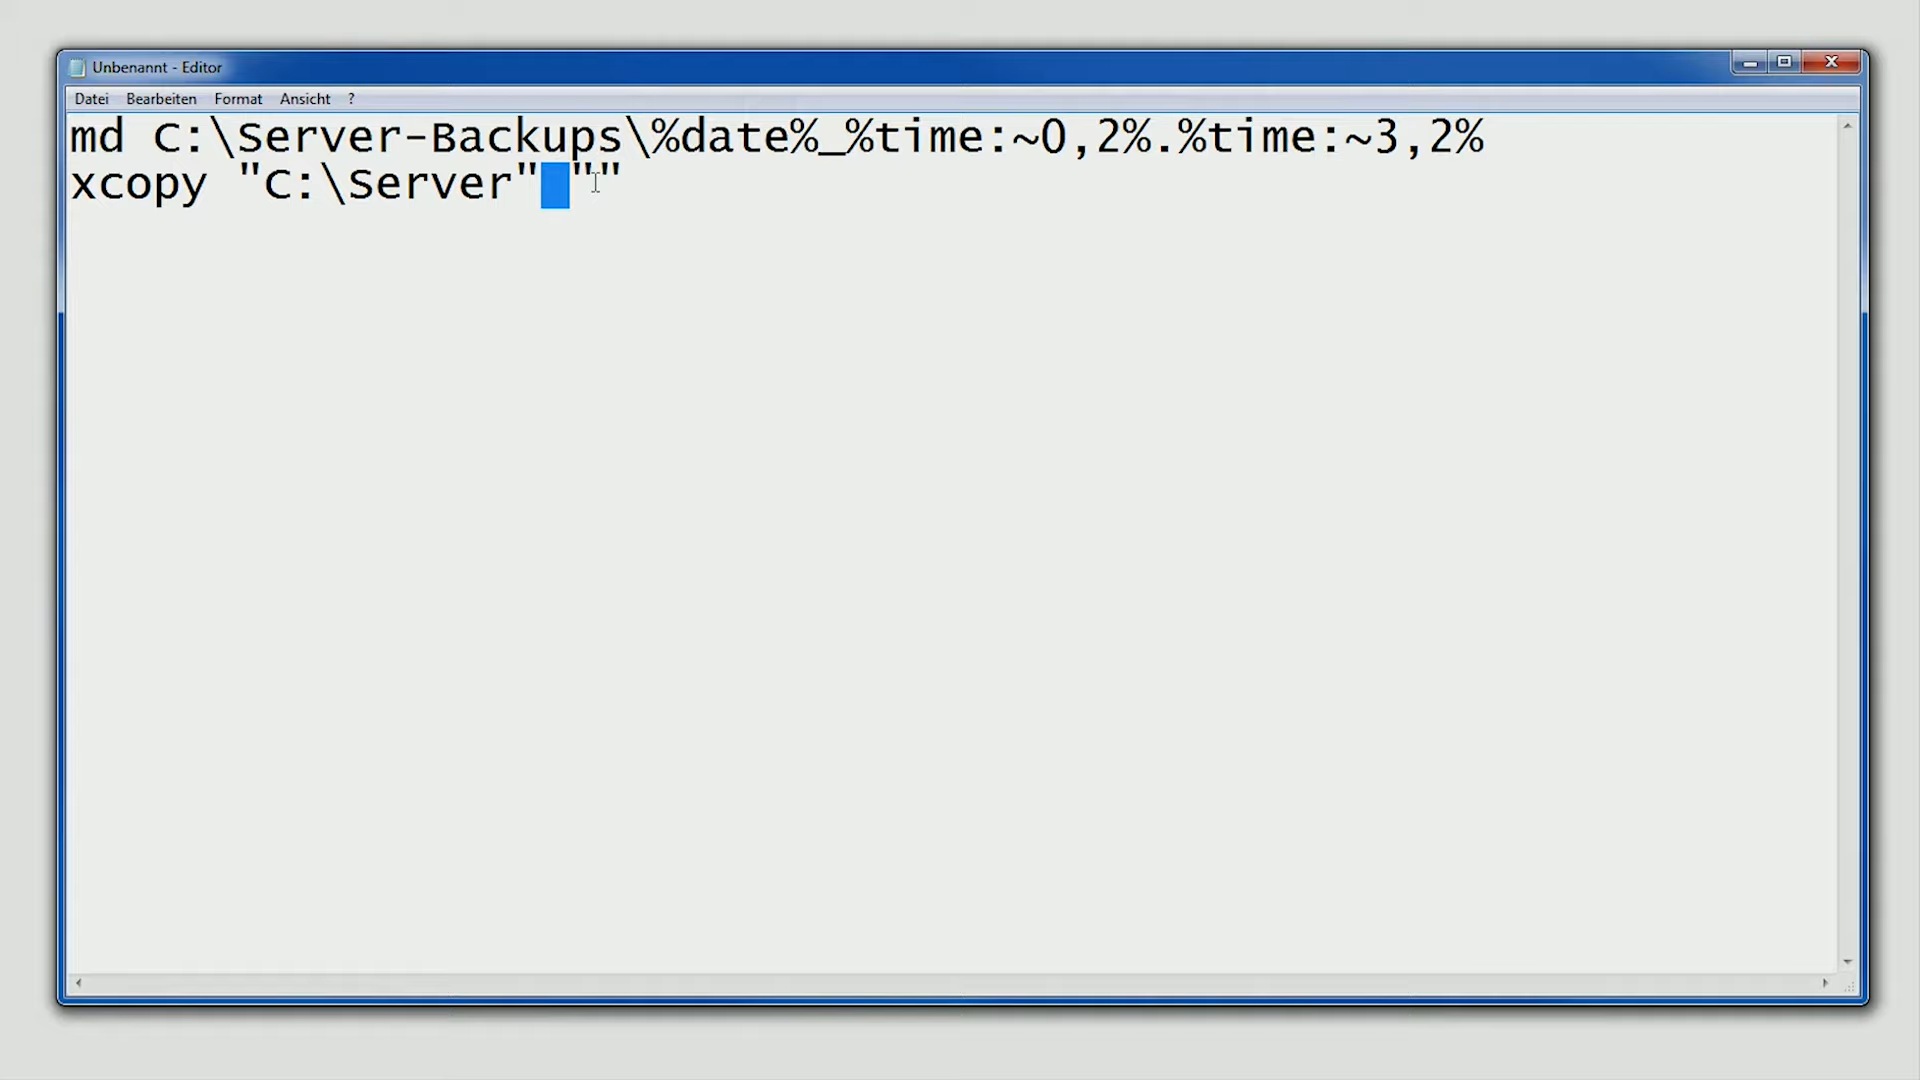 Unbenannt - Editor
Datei Bearbeiten Format Ansicht ?
md C:\Server-Backups\%date%_%time:~0,2%.%time:~3,2%
xcopy "C:\Server" ""